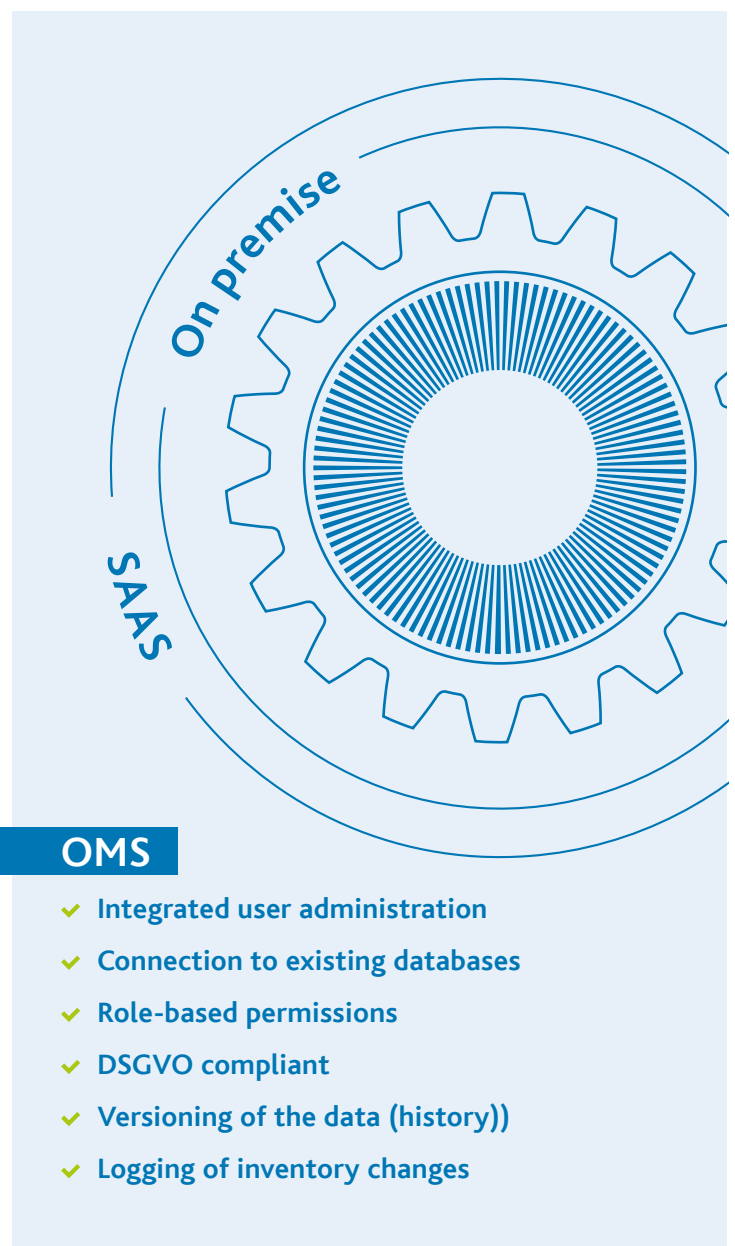 On premise
SAAS
OMS
Integrated user administration
Connection to existing databases
Role-based permissions
DSGVO compliant
Versioning of the data (history))
Logging of inventory changes